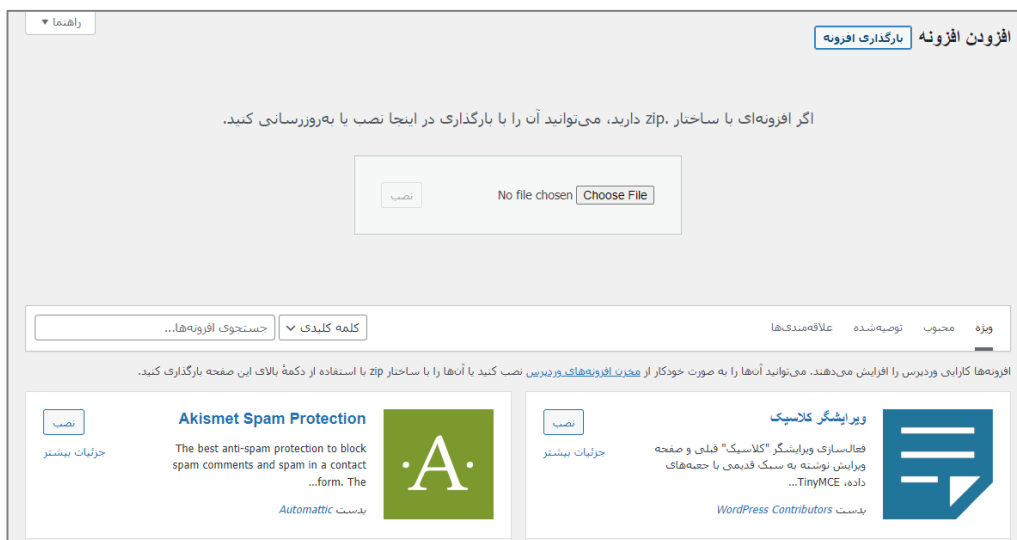 راهنما
افزودن افزونه
بارگذاری افزونه
اگر افزونه‌ای با ساختار .zip دارید، می‌توانید آن را با بارگذاری در اینجا نصب یا به‌روزرسانی کنید.
Choose File No file chosen
نصب
ویژه
محبوب
توصیه‌شده
علاقه‌مندی‌ها
کلمه کلیدی
جستجوی افزونه‌ها...
افزونه‌ها کارایی وردپرس را افزایش می‌دهند. می‌توانید آن‌ها را به صورت خودکار از مخزن افزونه‌های وردپرس نصب کنید یا آن‌ها را با ساختار zip با استفاده از دکمهٔ بالای این صفحه بارگذاری کنید.
ویرایشگر کلاسیک
نصب
جزئیات بیشتر
فعالسازی ویرایشگر "کلاسیک" قبلی و صفحه
ویرایش نوشته به سبک قدیمی با جعبه‌های
داده، TinyMCE...
بدست WordPress Contributors
·A·
Akismet Spam Protection
نصب
جزئیات بیشتر
The best anti-spam protection to block
spam comments and spam in a contact
form. The...
بدست Automattic